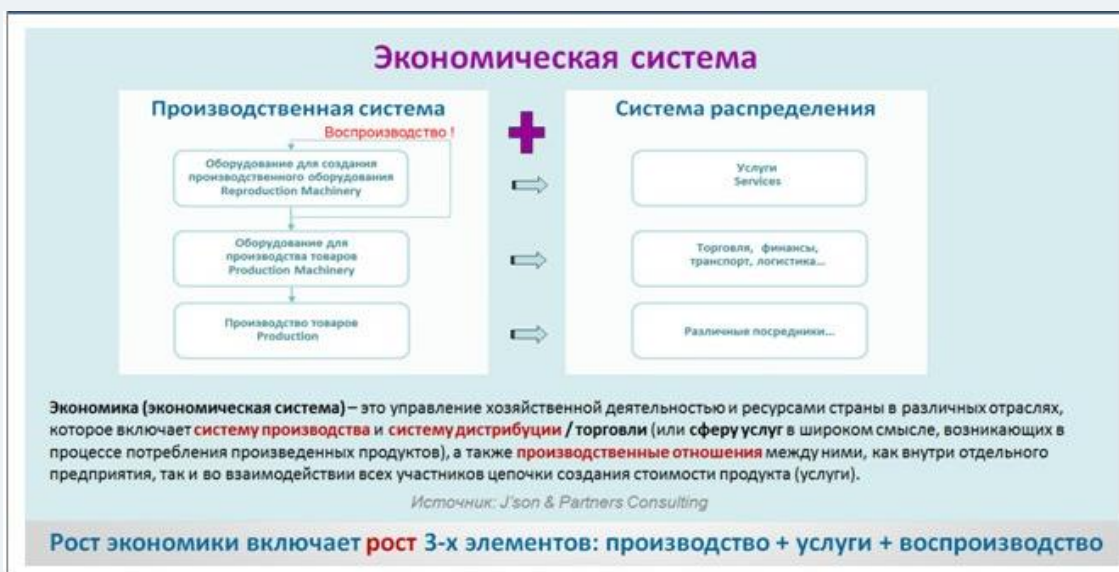 Экономическая система
Производственная система
Воспроизводство !
Оборудование для создания
производственного оборудования
Reproduction Machinery
Оборудование для
производства товаров
Production Machinery
Производство товаров
Production
Система распределения
Услуги
Services
Торговля, финансы,
транспорт, логистика...
Различные посредники...
Экономика (экономическая система) – это управление хозяйственной деятельностью и ресурсами страны в различных отраслях,
которое включает систему производства и систему дистрибуции / торговли (или сферу услуг в широком смысле, возникающих в
процессе потребления произведенных продуктов), а также производственные отношения между ними, как внутри отдельного
предприятия, так и во взаимодействии всех участников цепочки создания стоимости продукта (услуги).
Источник: J'son & Partners Consulting
Рост экономики включает рост 3-х элементов: производство + услуги + воспроизводство